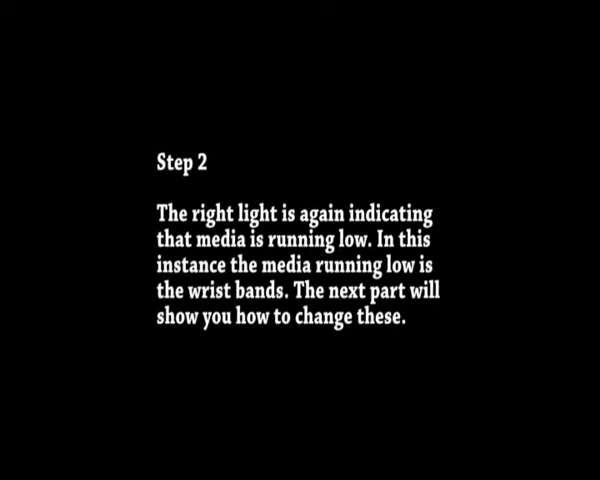 Step 2
The right light is again indicating
that media is running low. In this
instance the media running low is
the wrist bands. The next part will
show you how to change these.